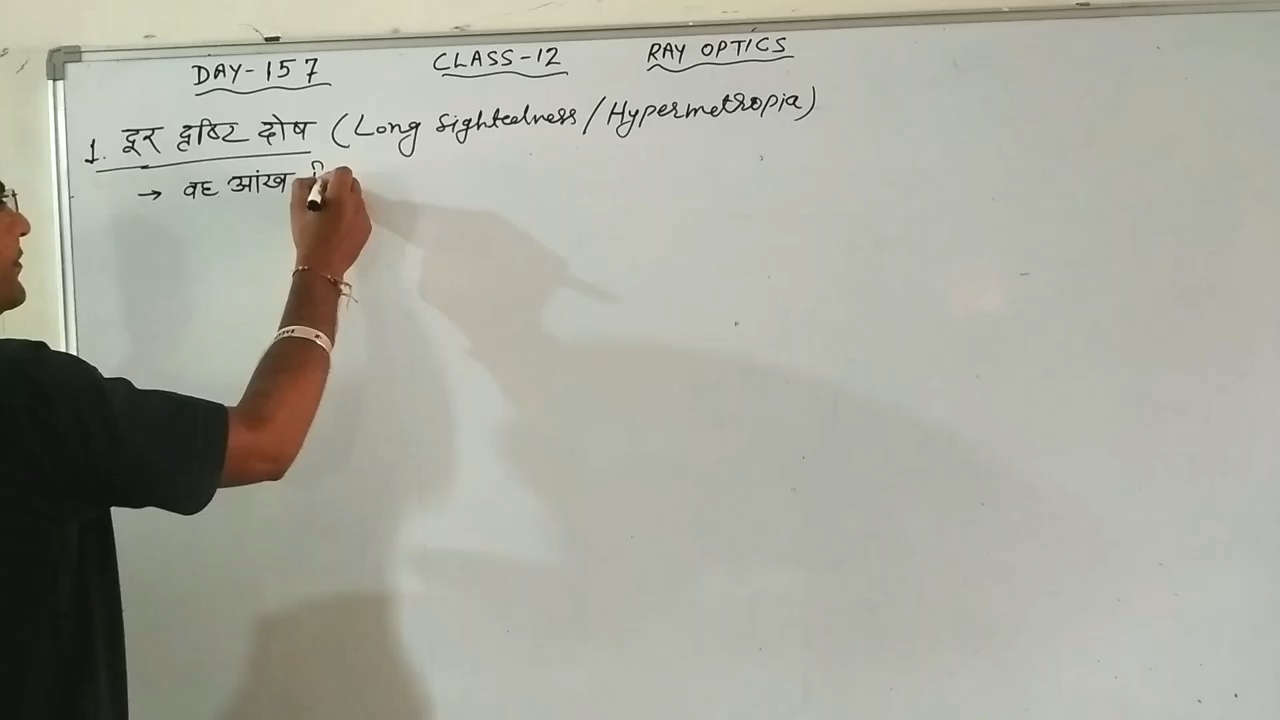 DAY-157 CLASS-12 RAY OPTICS
1. दूर दृष्टि दोष (Long Sightedness/Hypermetropia)
→ वह आंख